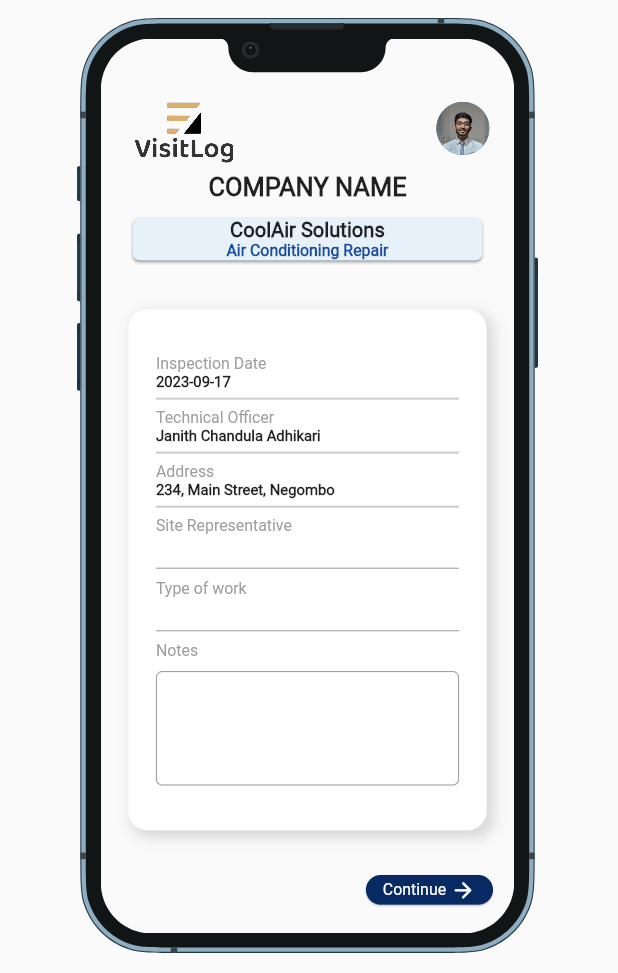 VisitLog
COMPANY NAME
CoolAir Solutions
Air Conditioning Repair
Inspection Date
2023-09-17
Technical Officer
Janith Chandula Adhikari
Address
234, Main Street, Negombo
Site Representative
Type of work
Notes
Continue